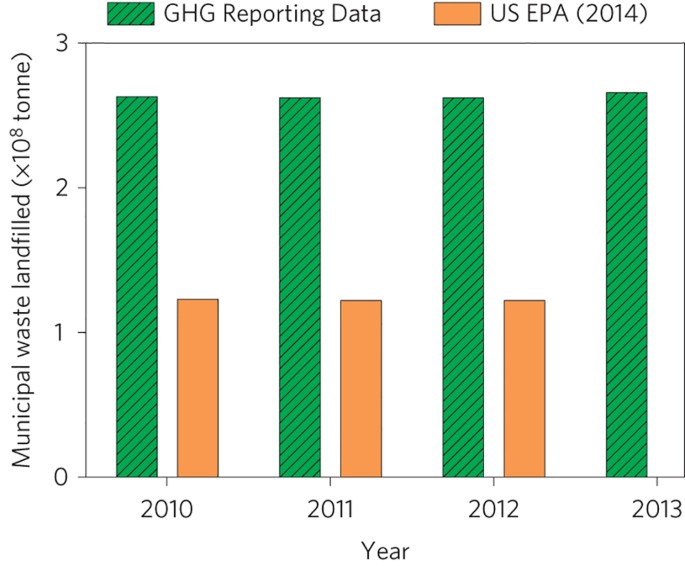 GHG Reporting Data US EPA (2014)
Municipal waste landfilled (×10⁸ tonne)
3
2
1
0
2010 2011 2012 2013
Year